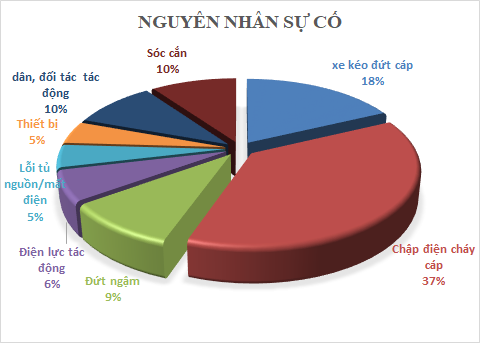 NGUYÊN NHÂN SỰ CỐ
xe kéo đứt cáp
18%
Chập điện cháy
cáp
37%
Đứt ngậm
9%
Điện lực tác
động
6%
Lỗi tủ
nguồn/mất
điện
5%
Thiết bị
5%
dân, đối tác tác
động
10%
Sóc cắn
10%